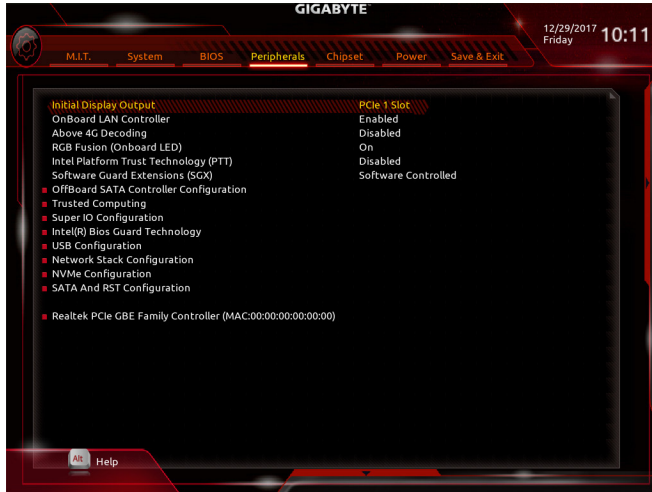 GIGABYTE
12/29/2017 10:11
Friday
M.I.T. System BIOS Peripherals Chipset Power Save & Exit
Initial Display Output PCIe 1 Slot
OnBoard LAN Controller Enabled
Above 4G Decoding Disabled
RGB Fusion (Onboard LED) On
Intel Platform Trust Technology (PTT) Disabled
Software Guard Extensions (SGX) Software Controlled
OffBoard SATA Controller Configuration
Trusted Computing
Super IO Configuration
Intel(R) Bios Guard Technology
USB Configuration
Network Stack Configuration
NVMe Configuration
SATA And RST Configuration
Realtek PCIe GBE Family Controller (MAC:00:00:00:00:00:00)
Alt Help